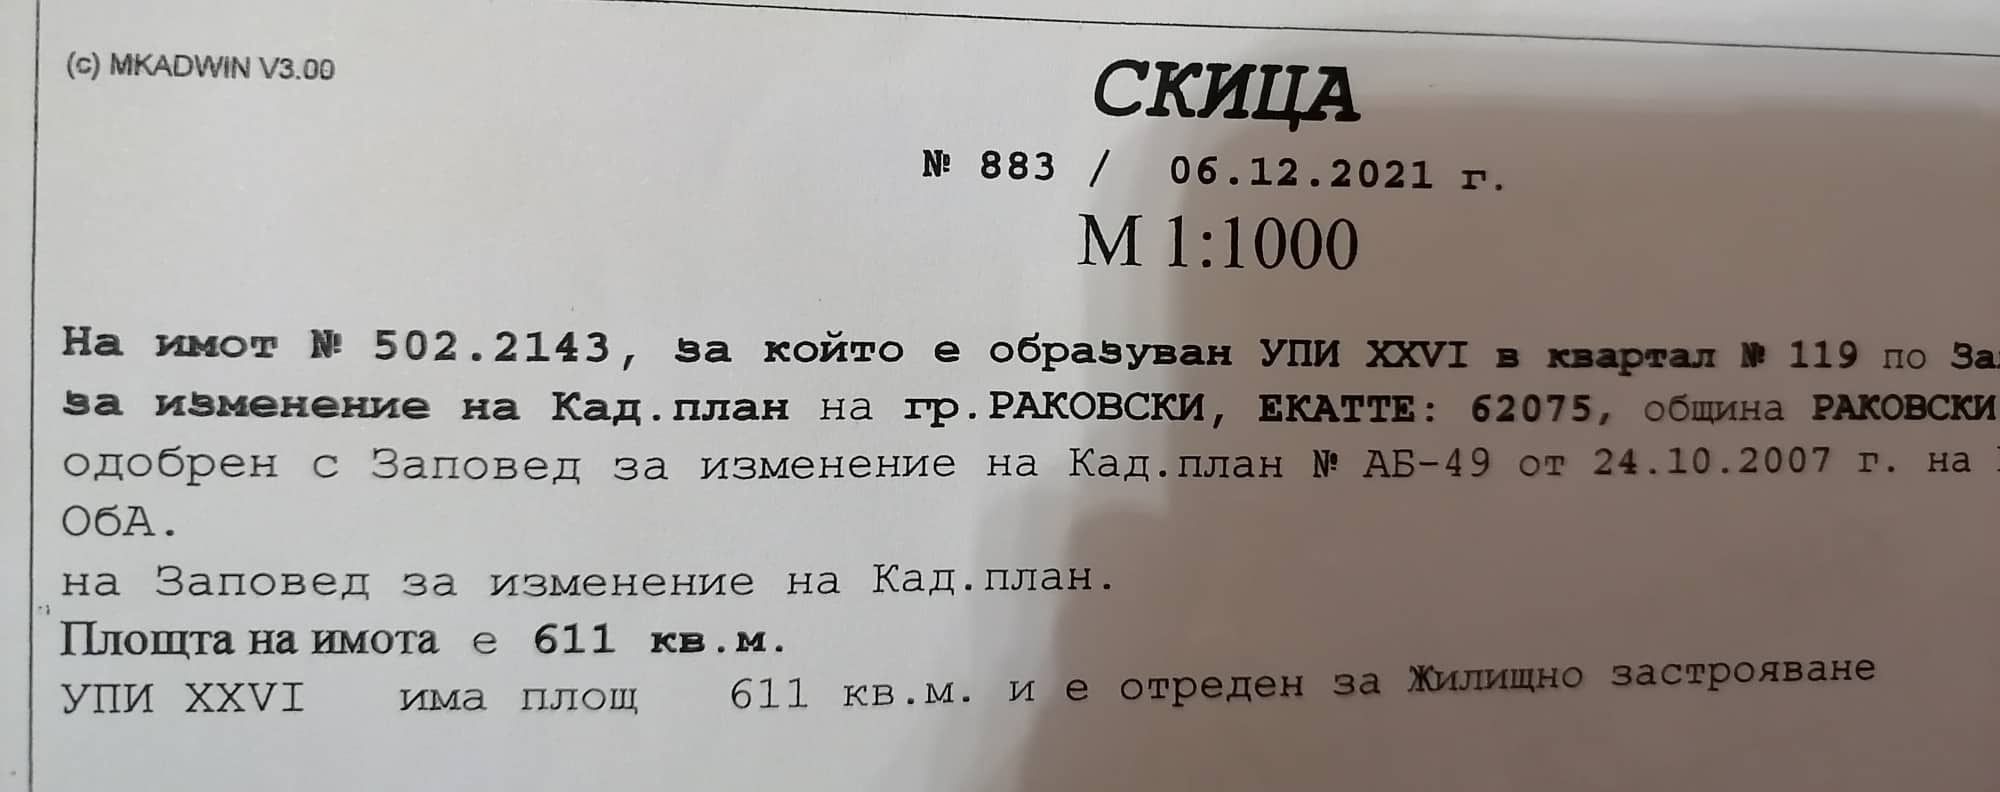 (c) MKADWIN V3.00
СКИЦА
№ 883 / 06.12.2021 г.
М 1:1000
На имот № 502.2143, за който е образуван УПИ XXVI в квартал № 119 по
за изменение на Кад.план на гр.РАКОВСКИ, ЕКАТТЕ: 62075, община РАКОВСКИ
одобрен с Заповед за изменение на Кад.план № АБ-49 от 24.10.2007 г. на
ОбА.
на Заповед за изменение на Кад.план.
Площта на имота е 611 кв.м.
УПИ XXVI има площ 611 кв.м. и е отреден за Жилищно застрояване